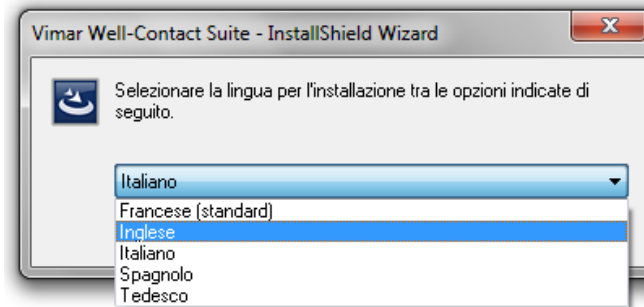 Vimar Well-Contact Suite - InstallShield Wizard
Selezionare la lingua per l'installazione tra le opzioni indicate di
seguito.
Italiano
Francese (standard)
Inglese
Italiano
Spagnolo
Tedesco